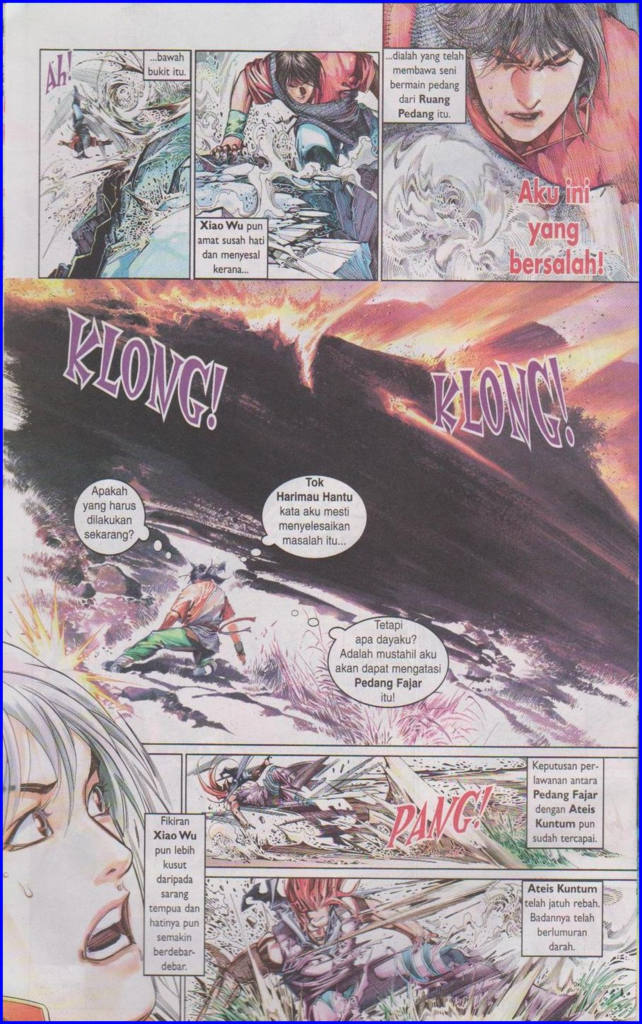 Ah!
...bawah
bukit itu.
Xiao Wu pun
amat susah hati
dan menyesal
kerana...
...dialah yang telah
membawa seni
bermain pedang
dari Ruang
Pedang itu.
Aku ini
yang
bersalah!
KLONG!
KLONG!
Apakah
yang harus
dilakukan
sekarang?
Tok
Harimau Hantu
kata aku mesti
menyelesaikan
masalah itu...
Tetapi
apa dayaku?
Adalah mustahil aku
akan dapat mengatasi
Pedang Fajar
itu!
Fikiran
Xiao Wu
pun lebih
kusut
daripada
sarang
tempua dan
hatinya pun
semakin
berdebar-
debar.
PANG!
Keputusan per-
lawanan antara
Pedang Fajar
dengan Ateis
Kuntum pun
sudah tercapai.
Ateis Kuntum
telah jatuh rebah.
Badannya telah
berlumuran
darah.